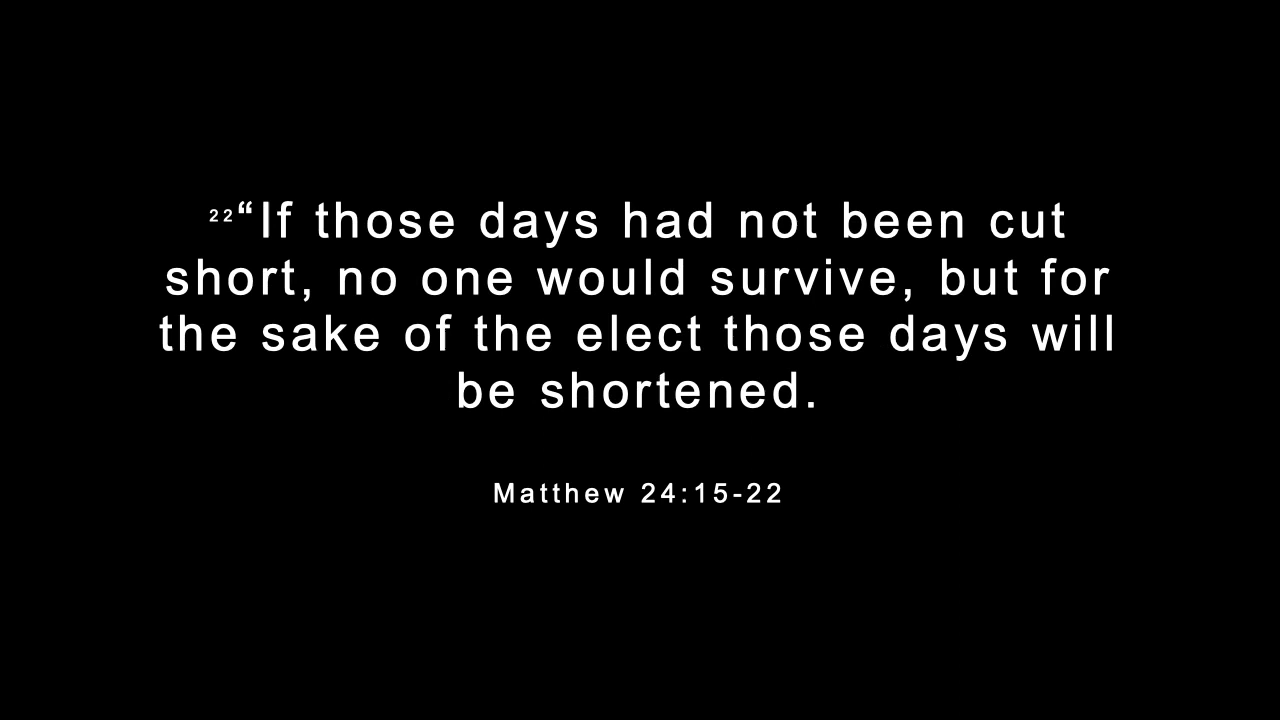 22“If those days had not been cut
short, no one would survive, but for
the sake of the elect those days will
be shortened.
Matthew 24:15-22